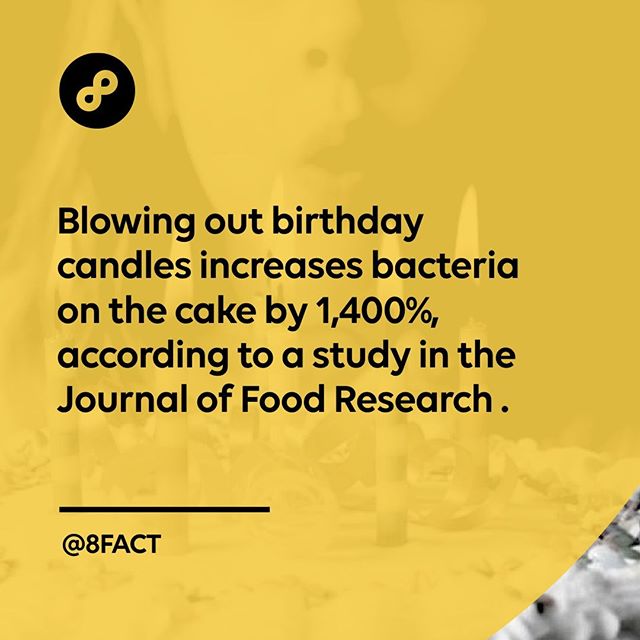 Blowing out birthday
candles increases bacteria
on the cake by 1,400%,
according to a study in the
Journal of Food Research .
@8FACT